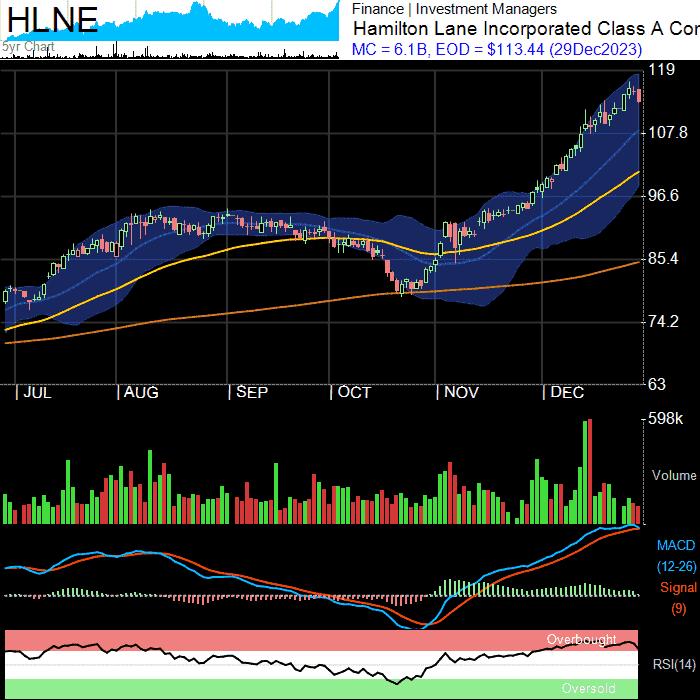 HLNE
5yr Chart
Finance | Investment Managers
Hamilton Lane Incorporated Class A Cor
MC = 6.1B, EOD = $113.44 (29Dec2023)
119
107.8
96.6
85.4
74.2
63
| JUL | AUG | SEP | OCT | NOV | DEC
598k
Volume
MACD
(12-26)
Signal
(9)
Overbought
RSI(14)
Oversold